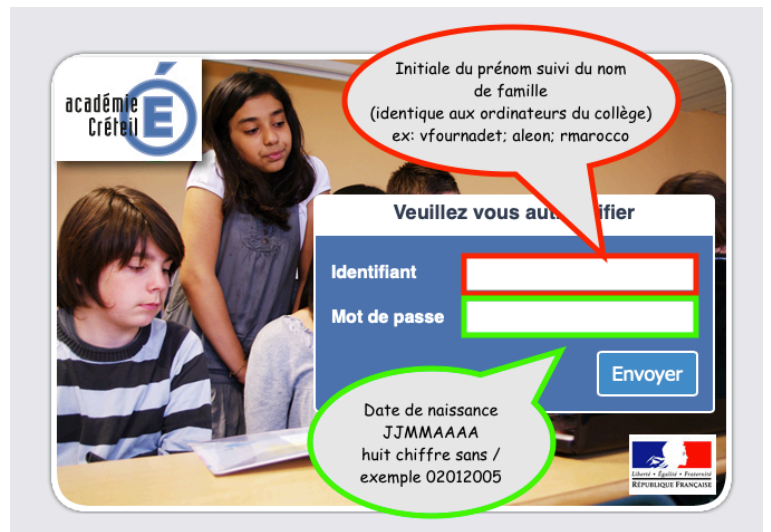 académie
Créteil
Initiale du prénom suivi du nom
de famille
(identique aux ordinateurs du collège)
ex: vfournadet; aleon; rmarocco
Veuillez vous
Identifiant
Mot de passe
Envoyer
Date de naissance
JJMMAAAA
huit chiffre sans /
exemple 02012005
Liberté • Égalité • Fraternité
RÉPUBLIQUE FRANÇAISE